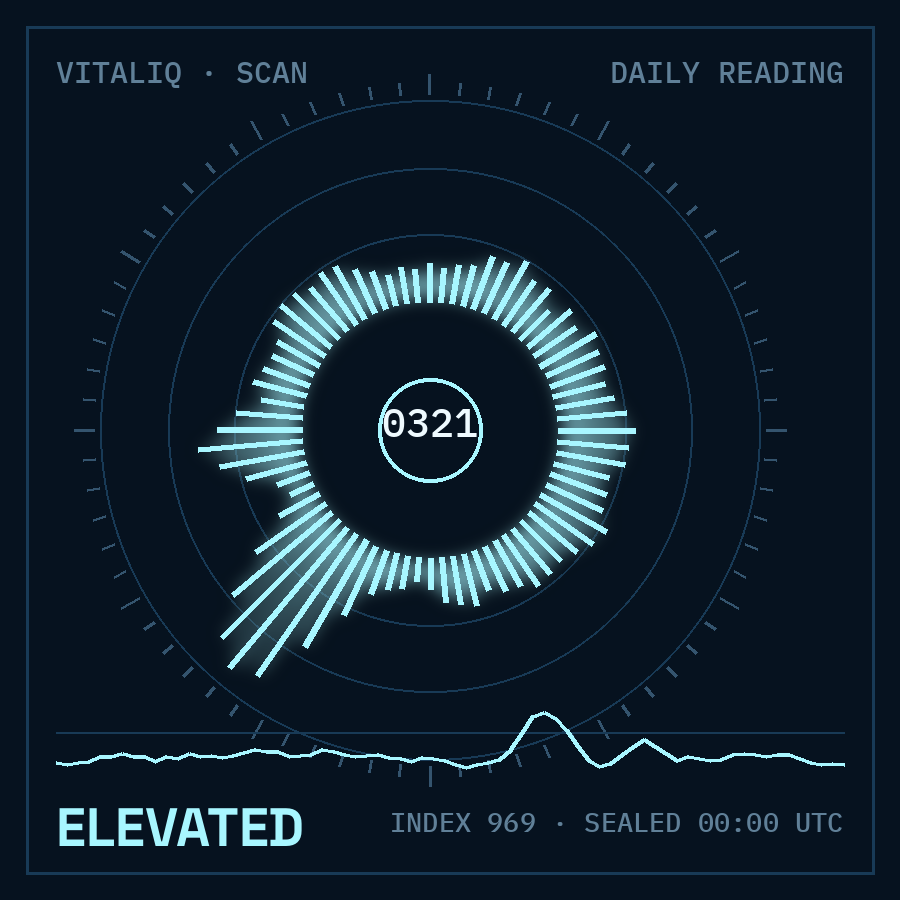 VITALIQ · SCAN
DAILY READING
0321
ELEVATED
INDEX 969 · SEALED 00:00 UTC